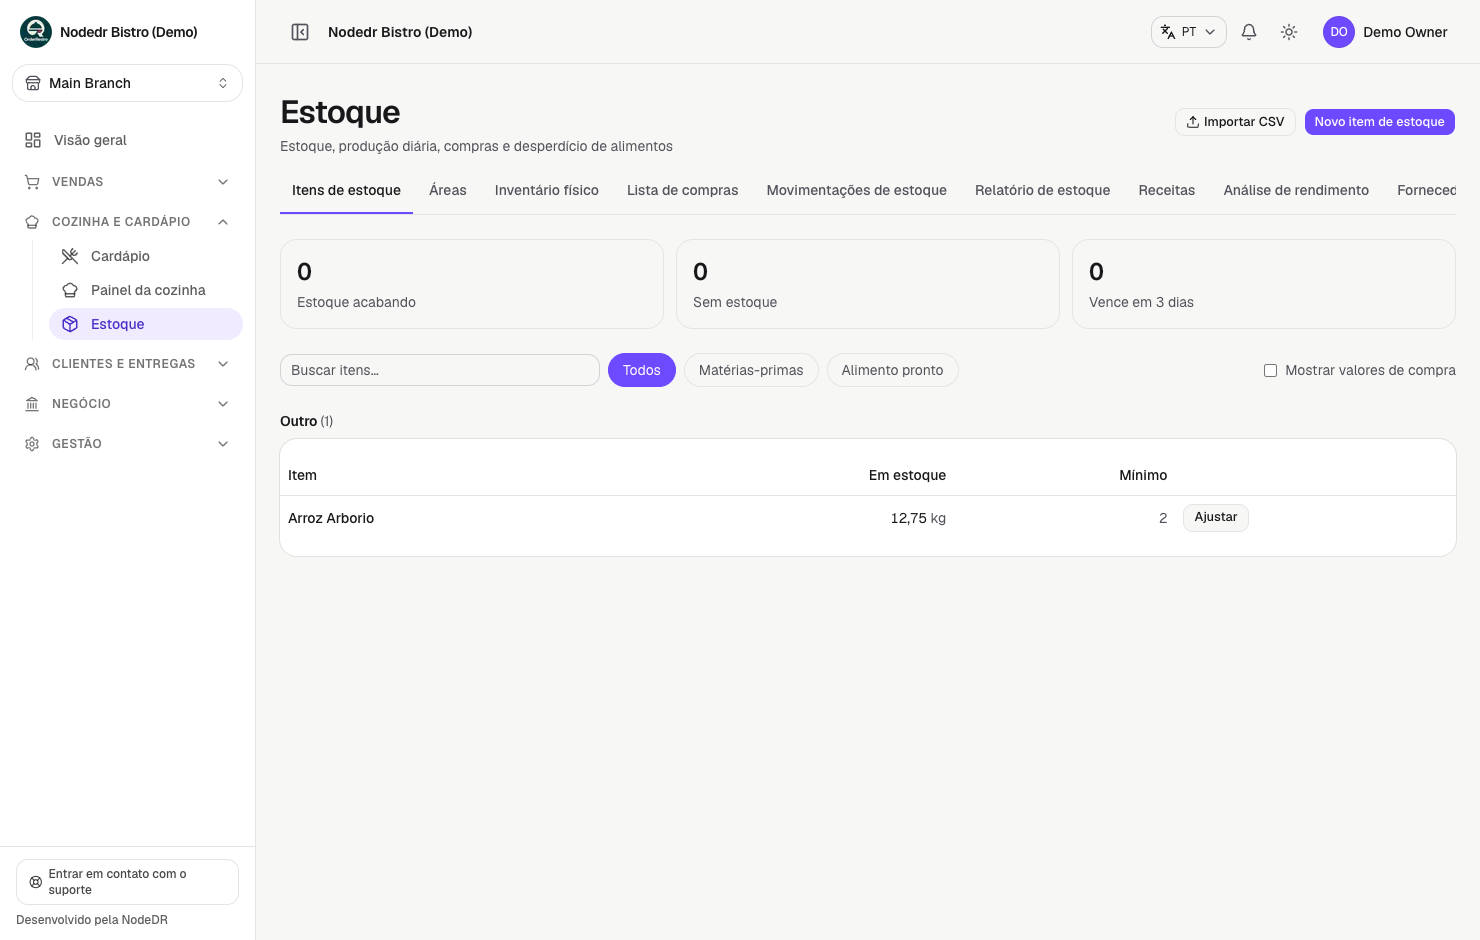 Nodedr Bistro (Demo)
Main Branch
Visão geral
VENDAS
COZINHA E CARDÁPIO
Cardápio
Painel da cozinha
Estoque
CLIENTES E ENTREGAS
NEGÓCIO
GESTÃO
Entrar em contato com o
suporte
Desenvolvido pela NodeDR
Nodedr Bistro (Demo)
PT
DO
Demo Owner
Estoque
Estoque, produção diária, compras e desperdício de alimentos
Importar CSV
Novo item de estoque
Itens de estoque Áreas Inventário físico Lista de compras Movimentações de estoque Relatório de estoque Receitas Análise de rendimento Forneced
0
Estoque acabando
0
Sem estoque
0
Vence em 3 dias
Buscar itens... Todos Matérias-primas Alimento pronto Mostrar valores de compra
Outro (1)
Item Em estoque Mínimo
Arroz Arborio 12,75 kg 2 Ajustar